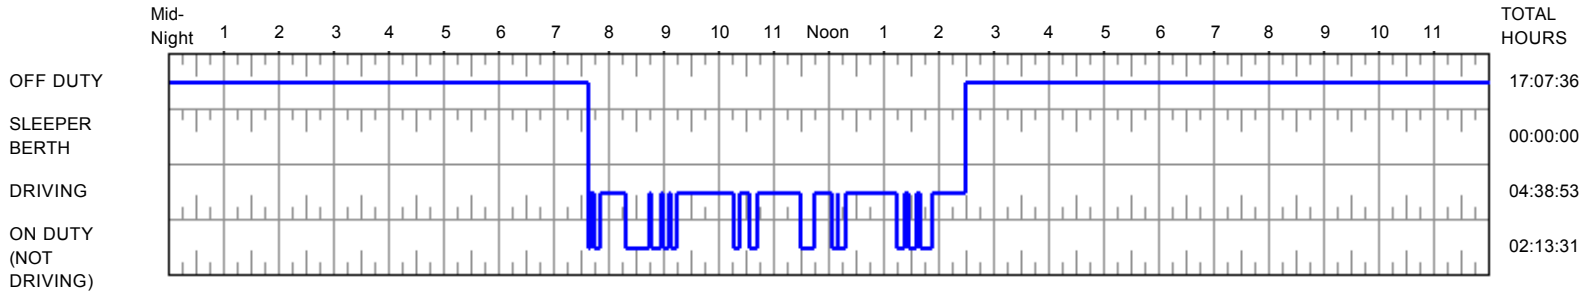 Mid-
Night 1 2 3 4 5 6 7 8 9 10 11 Noon 1 2 3 4 5 6 7 8 9 10 11 TOTAL
HOURS
OFF DUTY 17:07:36
SLEEPER
BERTH 00:00:00
DRIVING 04:38:53
ON DUTY
(NOT
DRIVING) 02:13:31